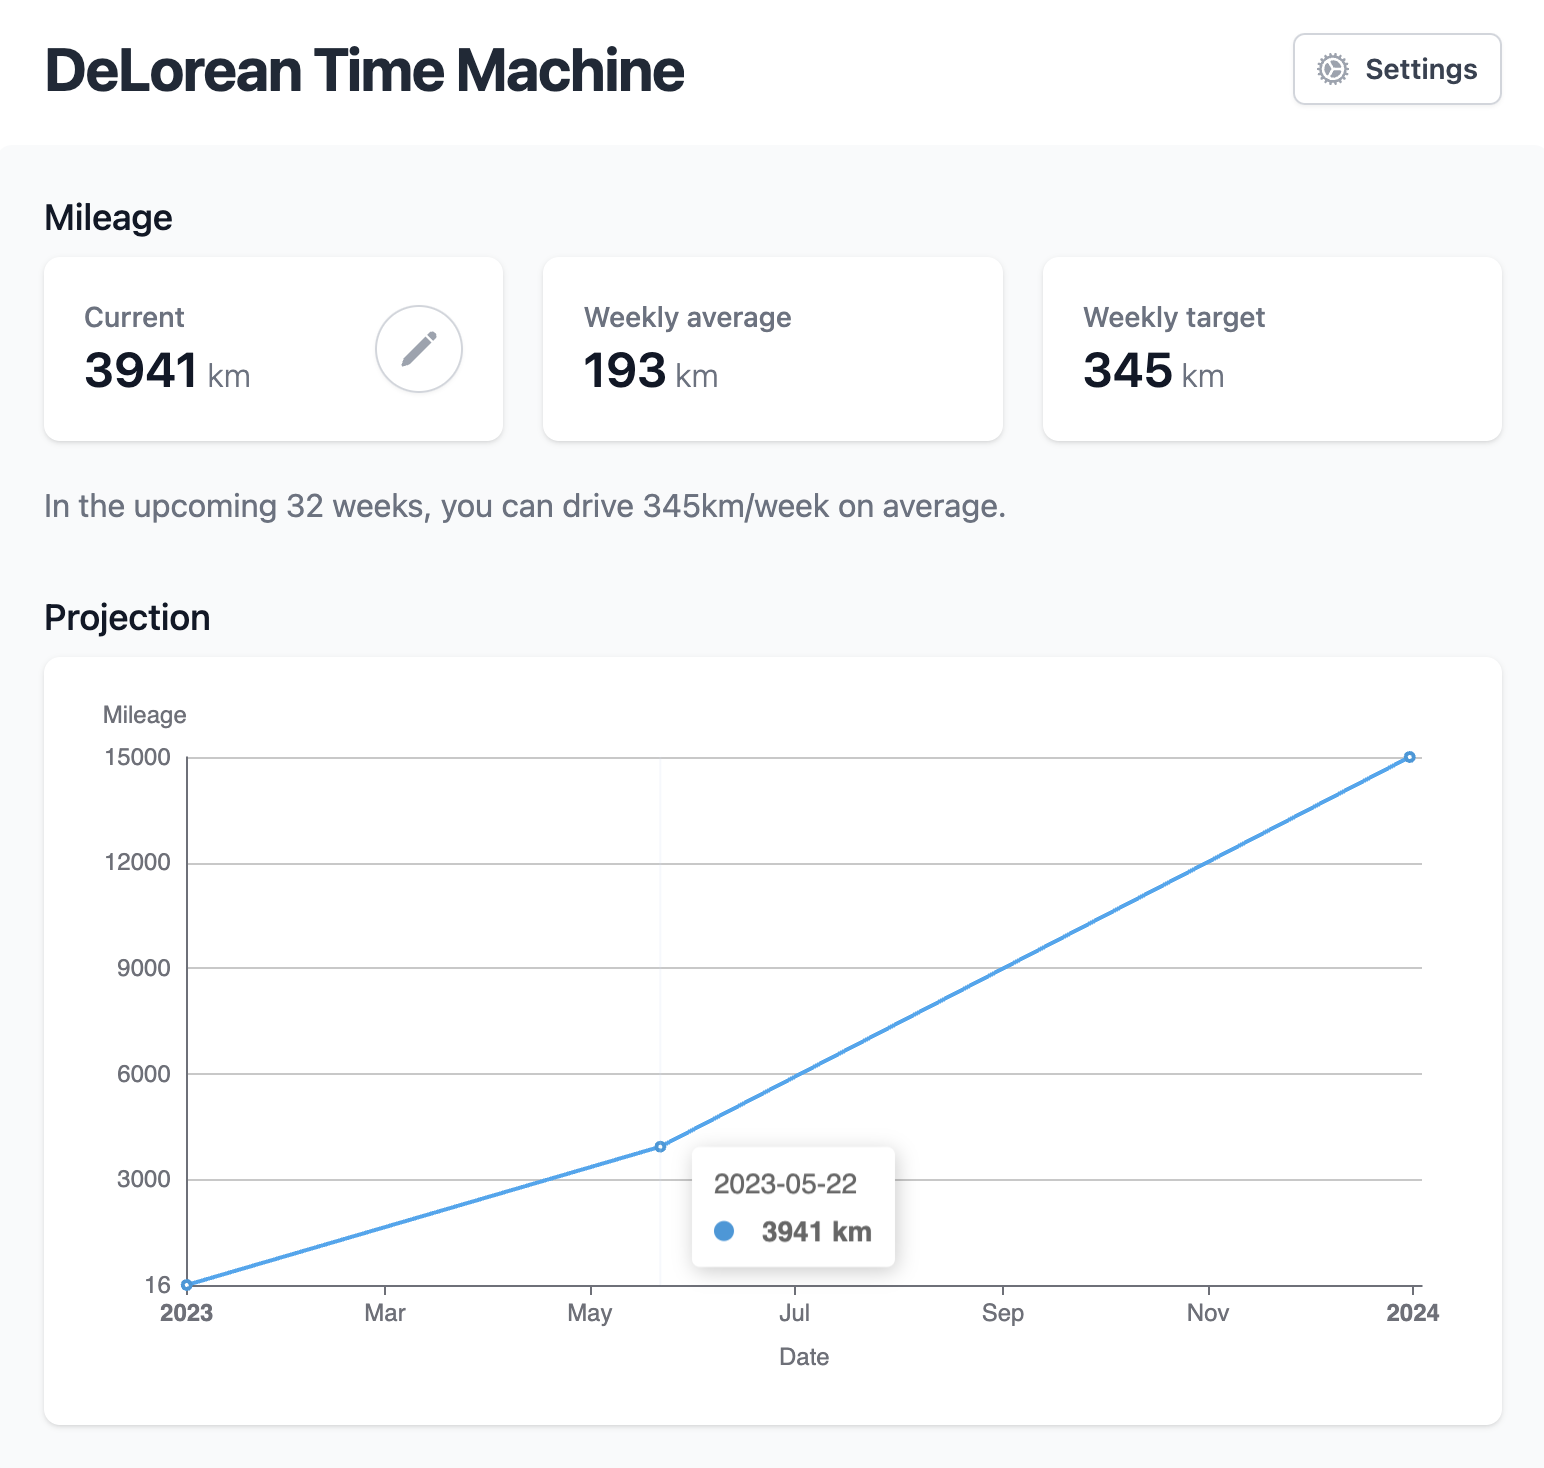 DeLorean Time Machine
Settings
Mileage
Current
3941 km
Weekly average
193 km
Weekly target
345 km
In the upcoming 32 weeks, you can drive 345km/week on average.
Projection
Mileage
15000
12000
9000
6000
3000
16
2023-05-22
3941 km
2023 Mar May Jul Sep Nov 2024
Date